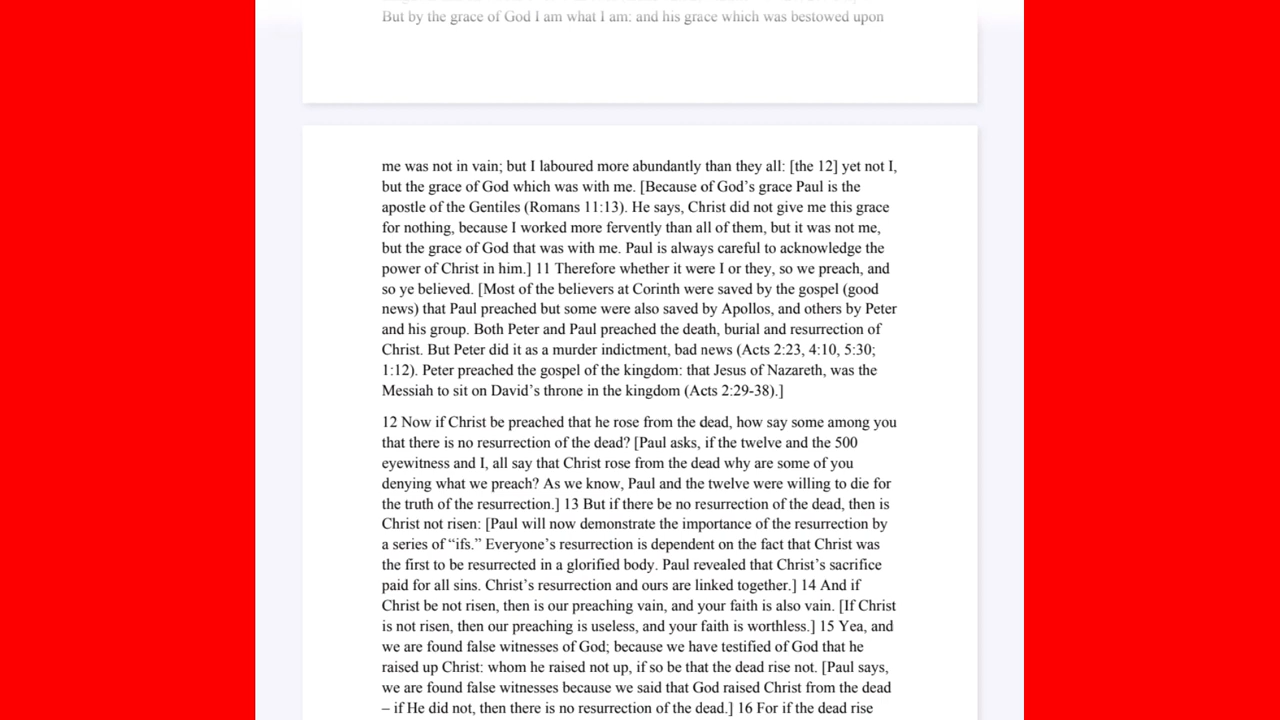 But by the grace of God I am what I am: and his grace which was bestowed upon
me was not in vain; but I laboured more abundantly than they all: [the 12] yet not I,
but the grace of God which was with me. [Because of God’s grace Paul is the
apostle of the Gentiles (Romans 11:13). He says, Christ did not give me this grace
for nothing, because I worked more fervently than all of them, but it was not me,
but the grace of God that was with me. Paul is always careful to acknowledge the
power of Christ in him.] 11 Therefore whether it were I or they, so we preach, and
so ye believed. [Most of the believers at Corinth were saved by the gospel (good
news) that Paul preached but some were also saved by Apollos, and others by Peter
and his group. Both Peter and Paul preached the death, burial and resurrection of
Christ. But Peter did it as a murder indictment, bad news (Acts 2:23, 4:10, 5:30;
1:12). Peter preached the gospel of the kingdom: that Jesus of Nazareth, was the
Messiah to sit on David’s throne in the kingdom (Acts 2:29-38).]
12 Now if Christ be preached that he rose from the dead, how say some among you
that there is no resurrection of the dead? [Paul asks, if the twelve and the 500
eyewitness and I, all say that Christ rose from the dead why are some of you
denying what we preach? As we know, Paul and the twelve were willing to die for
the truth of the resurrection.] 13 But if there be no resurrection of the dead, then is
Christ not risen: [Paul will now demonstrate the importance of the resurrection by
a series of “ifs.” Everyone’s resurrection is dependent on the fact that Christ was
the first to be resurrected in a glorified body. Paul revealed that Christ’s sacrifice
paid for all sins. Christ’s resurrection and ours are linked together.] 14 And if
Christ be not risen, then is our preaching vain, and your faith is also vain. [If Christ
is not risen, then our preaching is useless, and your faith is worthless.] 15 Yea, and
we are found false witnesses of God; because we have testified of God that he
raised up Christ: whom he raised not up, if so be that the dead rise not. [Paul says,
we are found false witnesses because we said that God raised Christ from the dead
– if He did not, then there is no resurrection of the dead.] 16 For if the dead rise